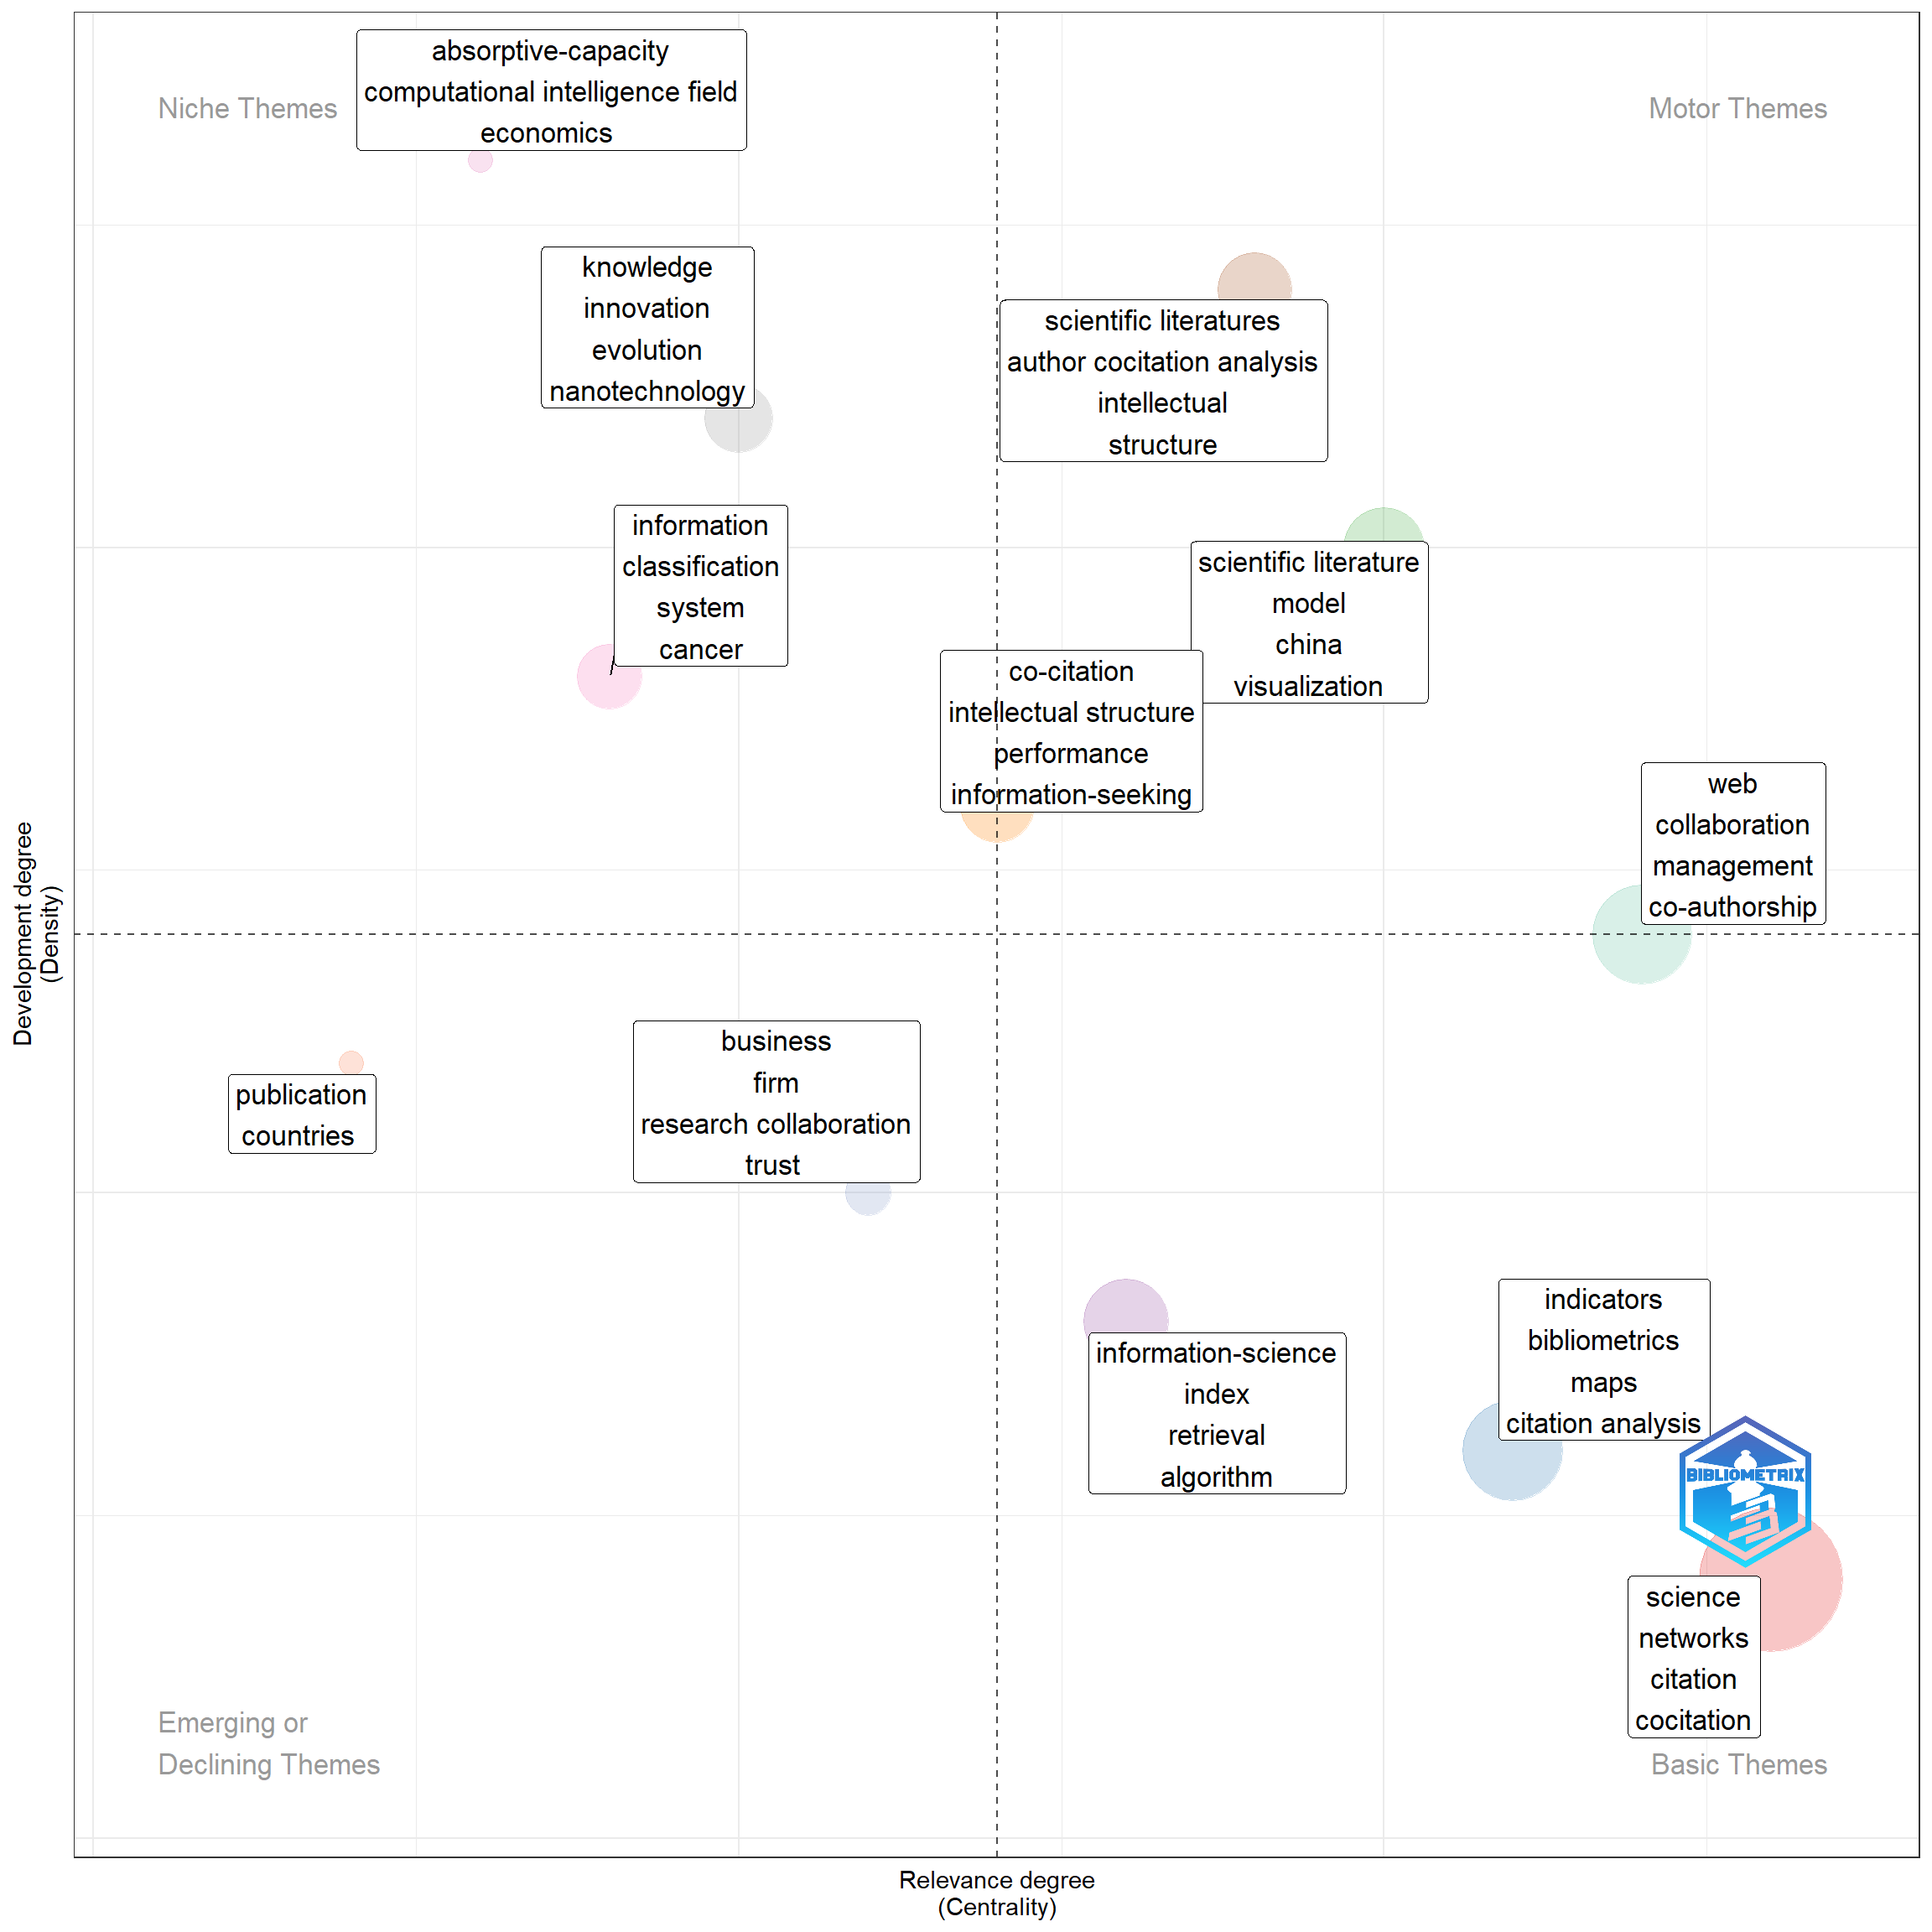 absorptive-capacity
computational intelligence field
economics
Niche Themes
Motor Themes
knowledge
innovation
evolution
nanotechnology
scientific literatures
author cocitation analysis
intellectual
structure
information
classification
system
cancer
scientific literature
model
china
visualization
co-citation
intellectual structure
performance
information-seeking
web
collaboration
management
co-authorship
Development degree
(Density)
business
firm
research collaboration
trust
publication
countries
information-science
index
retrieval
algorithm
indicators
bibliometrics
maps
citation analysis
BIBLIOMETRIX
science
networks
citation
cocitation
Emerging or
Declining Themes
Basic Themes
Relevance degree
(Centrality)